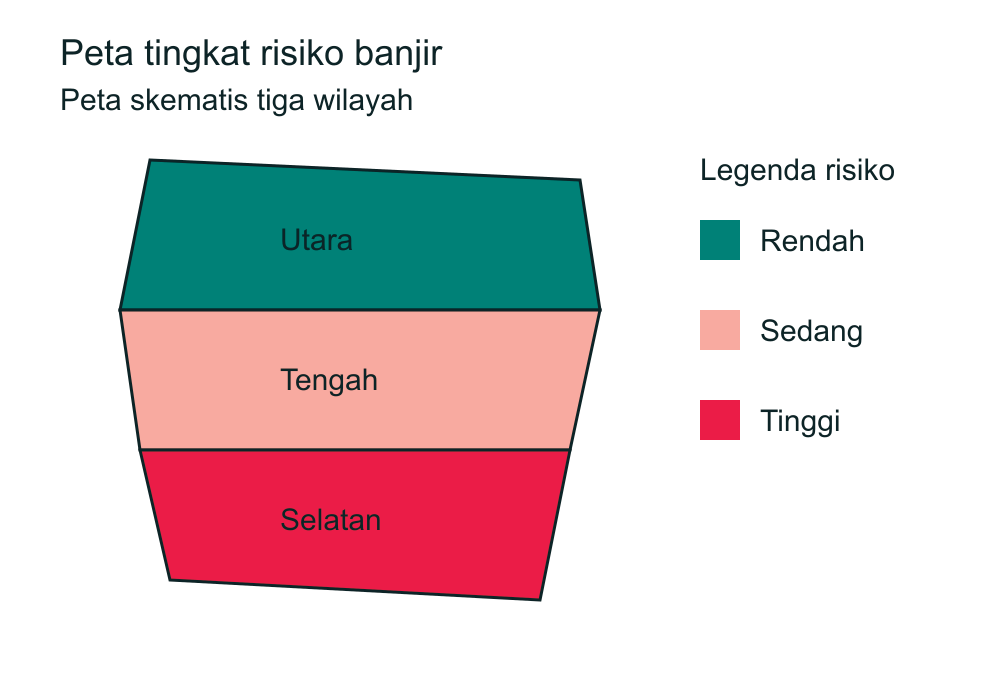 Peta tingkat risiko banjir
Peta skematis tiga wilayah
Utara
Tengah
Selatan
Legenda risiko
Rendah
Sedang
Tinggi